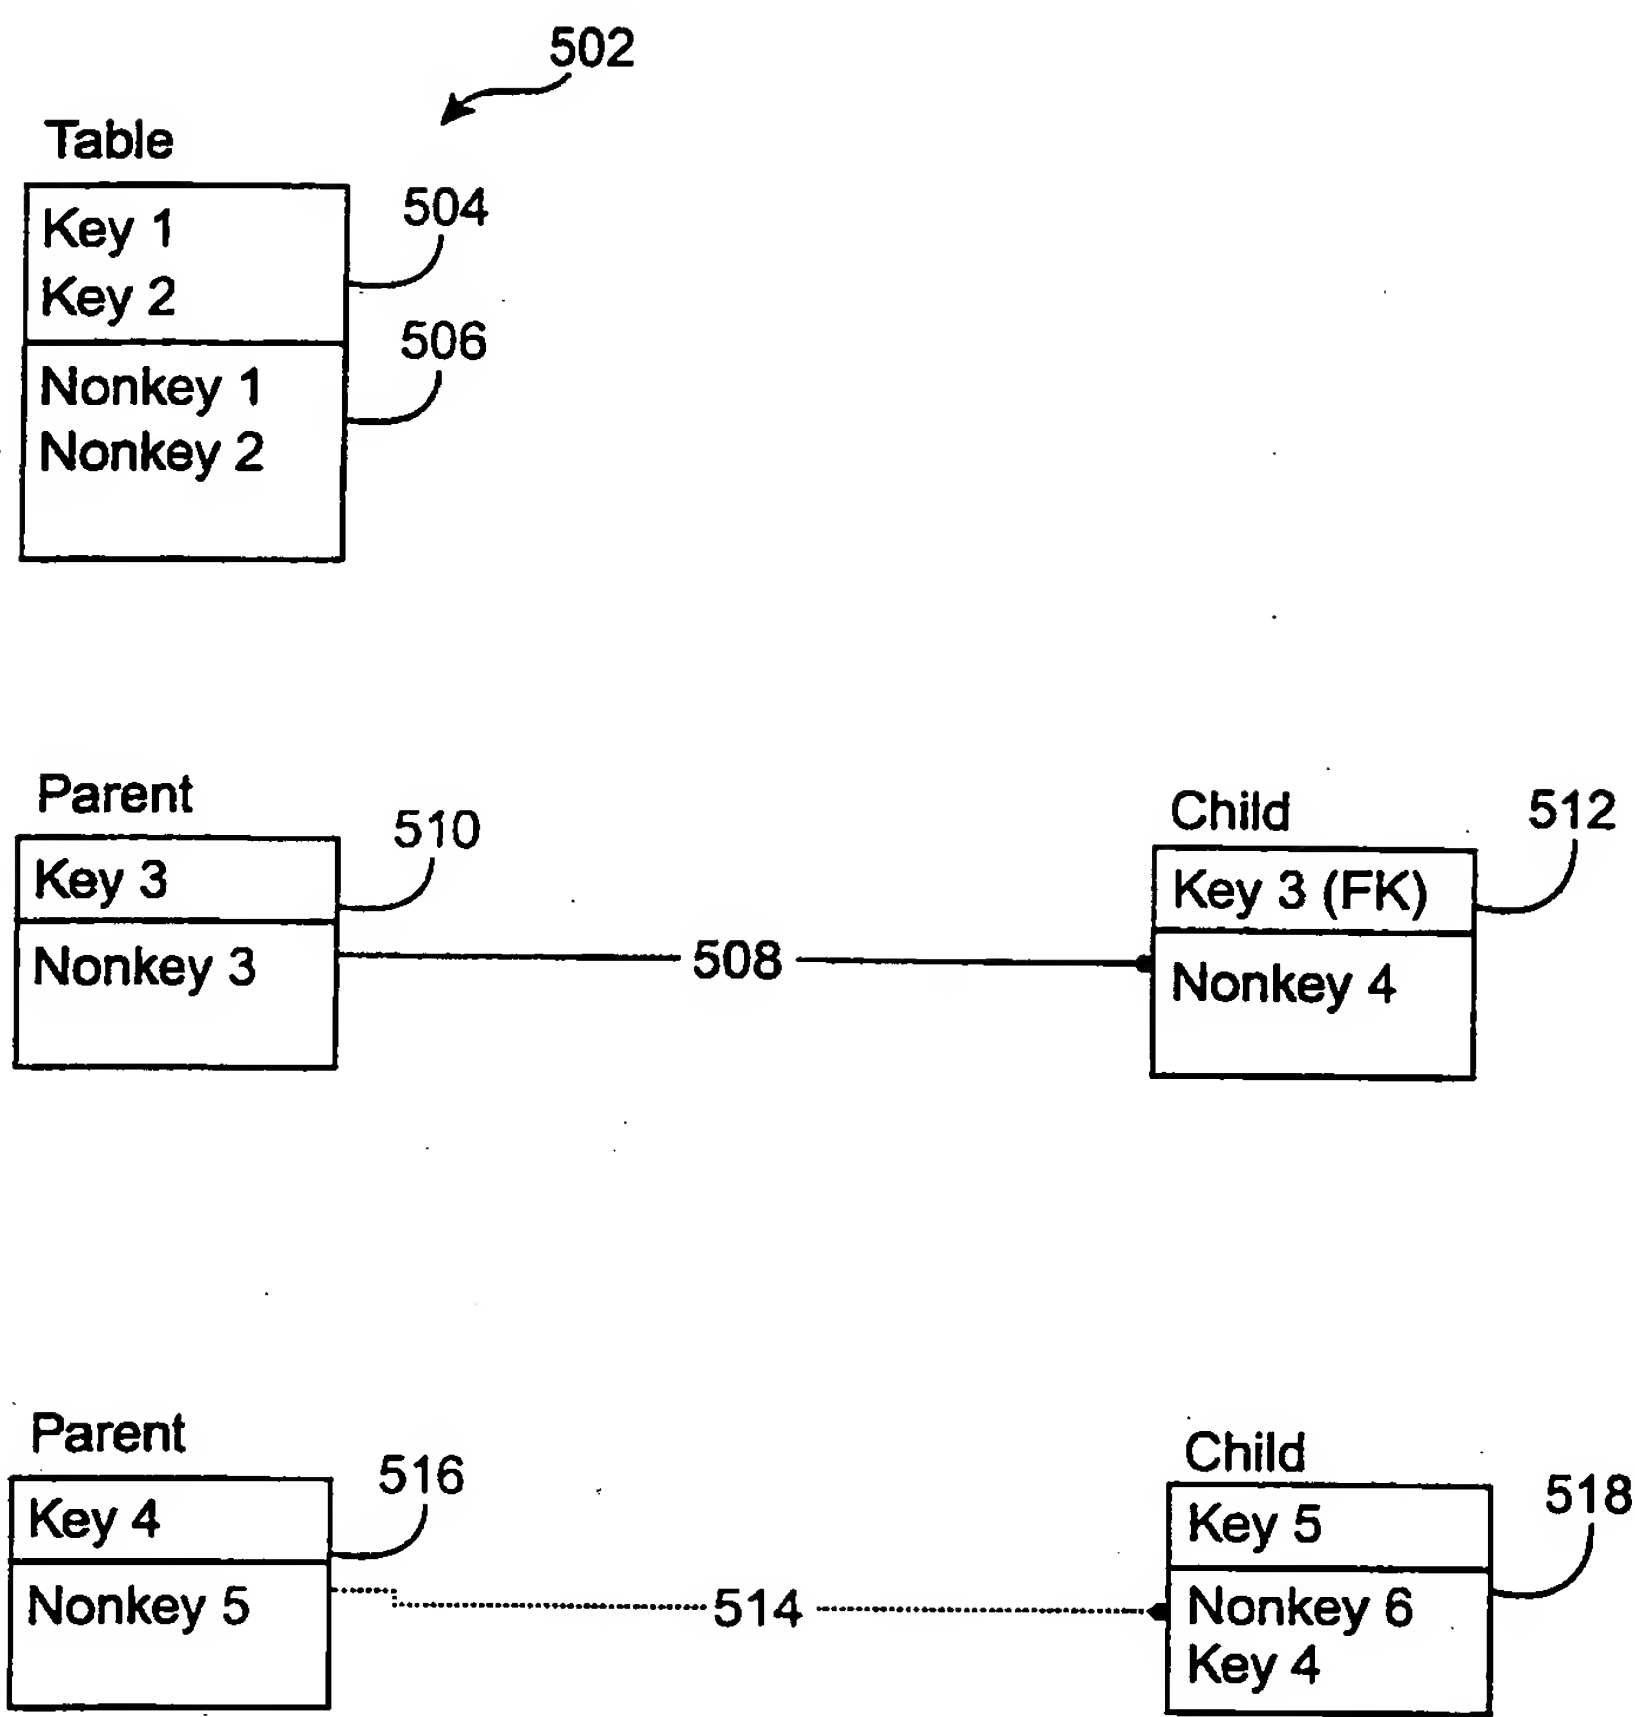 502
Table
Key 1
504
Key 2
506
Nonkey 1
Nonkey 2
Parent
510
Key 3
Nonkey 3
508
Child
512
Key 3 (FK)
Nonkey 4
Parent
516
Key 4
Nonkey 5
514
Child
518
Key 5
Nonkey 6
Key 4